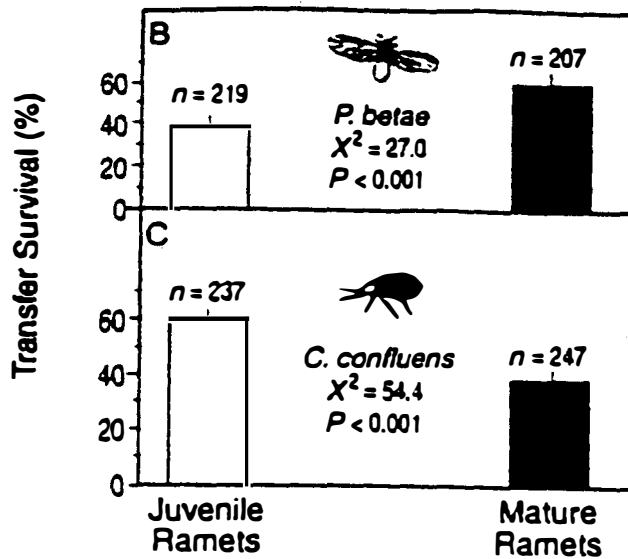 Transfer Survival (%)
B
60
40
20
0
n = 219
P. betae
X² = 27.0
P < 0.001
n = 207
C
60
40
20
0
n = 237
C. confluens
X² = 54.4
P < 0.001
n = 247
Juvenile
Ramets
Mature
Ramets